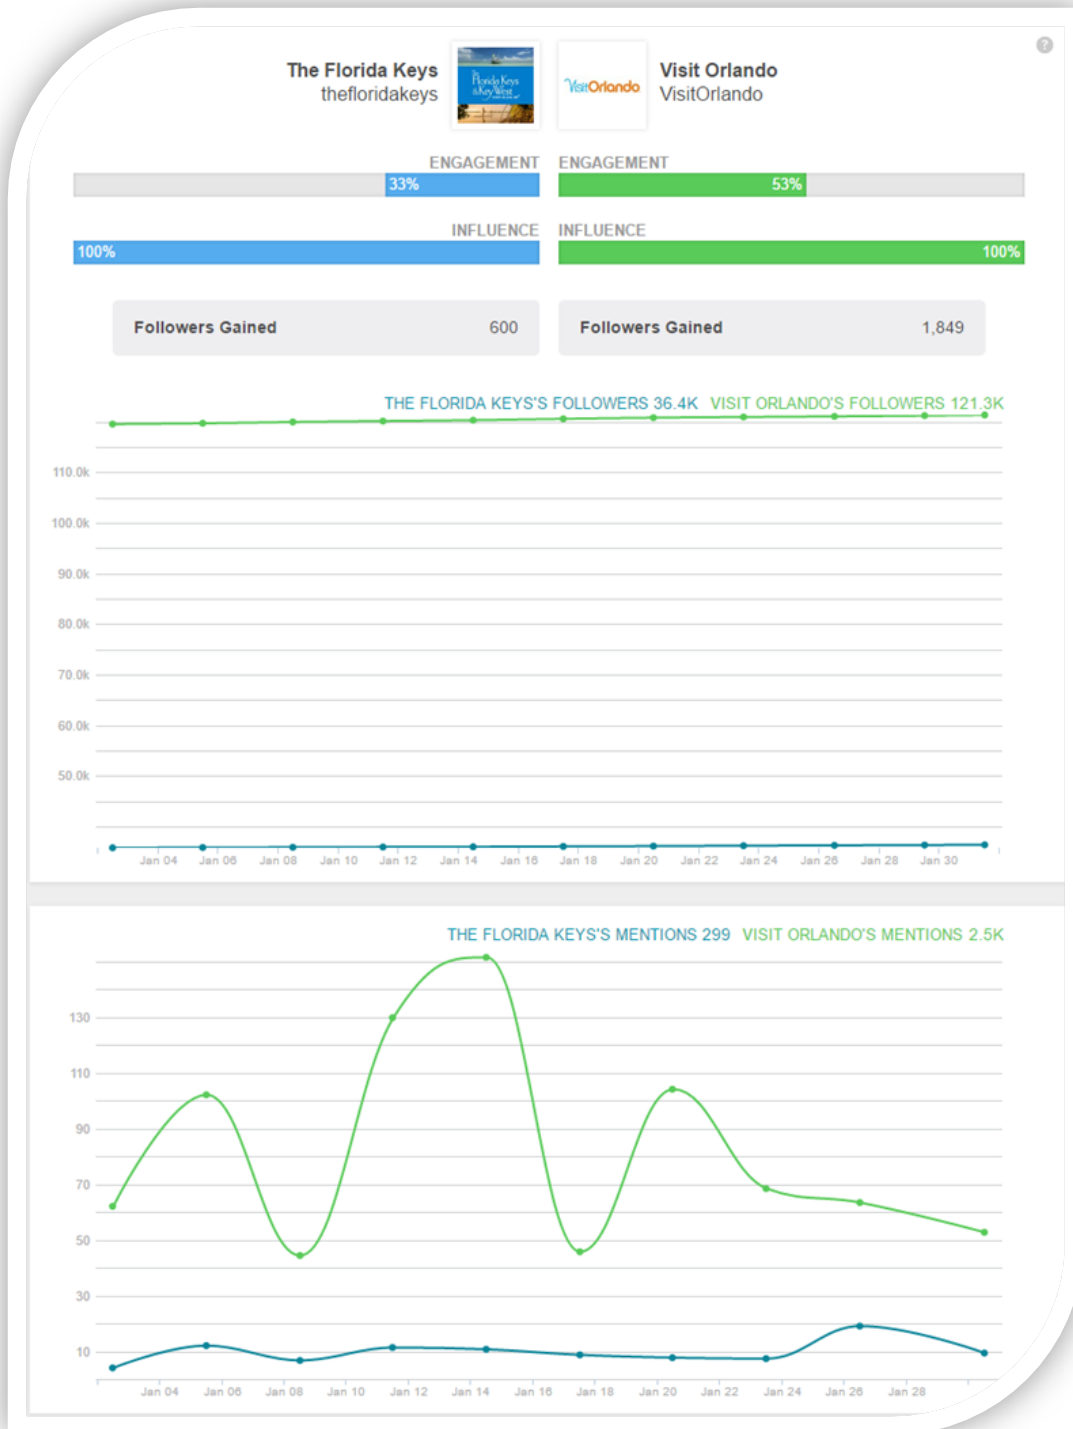 The Florida Keys
thefloridakeys
The
Florida Keys
& Key West
VisitOrlando
Visit Orlando
VisitOrlando
?
ENGAGEMENT ENGAGEMENT
33% 53%
INFLUENCE INFLUENCE
100% 100%
Followers Gained 600 Followers Gained 1,849
THE FLORIDA KEYS'S FOLLOWERS 36.4K VISIT ORLANDO'S FOLLOWERS 121.3K
110.0k
100.0k
90.0k
80.0k
70.0k
60.0k
50.0k
Jan 04 Jan 06 Jan 08 Jan 10 Jan 12 Jan 14 Jan 16 Jan 18 Jan 20 Jan 22 Jan 24 Jan 26 Jan 28 Jan 30
THE FLORIDA KEYS'S MENTIONS 299 VISIT ORLANDO'S MENTIONS 2.5K
130
110
90
70
50
30
10
Jan 04 Jan 06 Jan 08 Jan 10 Jan 12 Jan 14 Jan 16 Jan 18 Jan 20 Jan 22 Jan 24 Jan 26 Jan 28